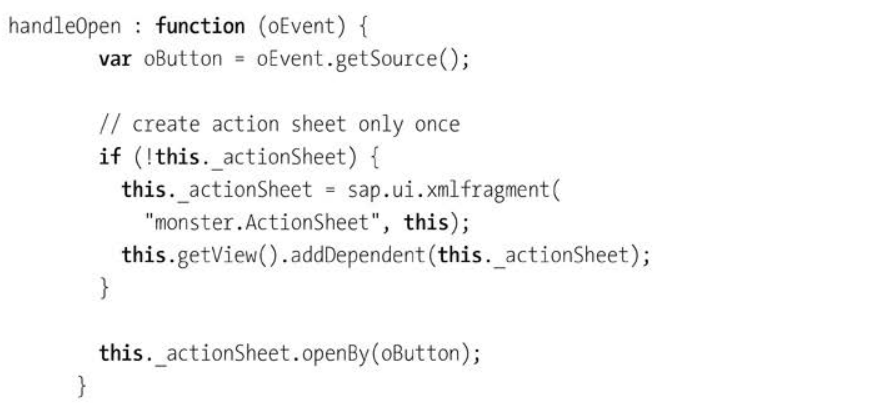 handleOpen : function (oEvent) {
var oButton = oEvent.getSource();
// create action sheet only once
if (!this._actionSheet) {
this._actionSheet = sap.ui.xmlfragment(
"monster.ActionSheet", this);
this.getView().addDependent(this._actionSheet);
}
this._actionSheet.openBy(oButton);
}